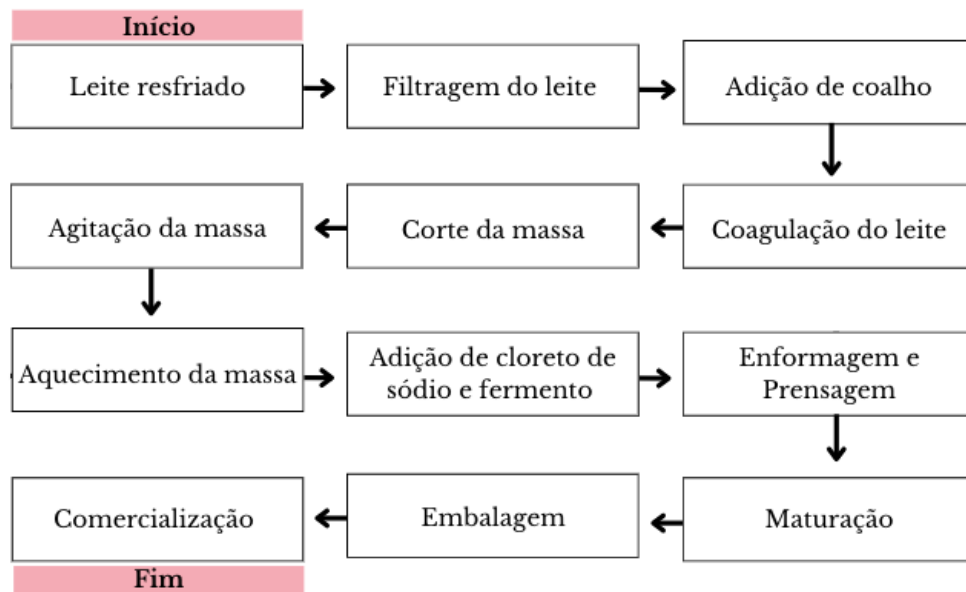 Início
Leite resfriado
Filtragem do leite
Adição de coalho
Coagulação do leite
Corte da massa
Agitação da massa
Aquecimento da massa
Adição de cloreto de
sódio e fermento
Enformagem e
Prensagem
Maturação
Embalagem
Comercialização
Fim